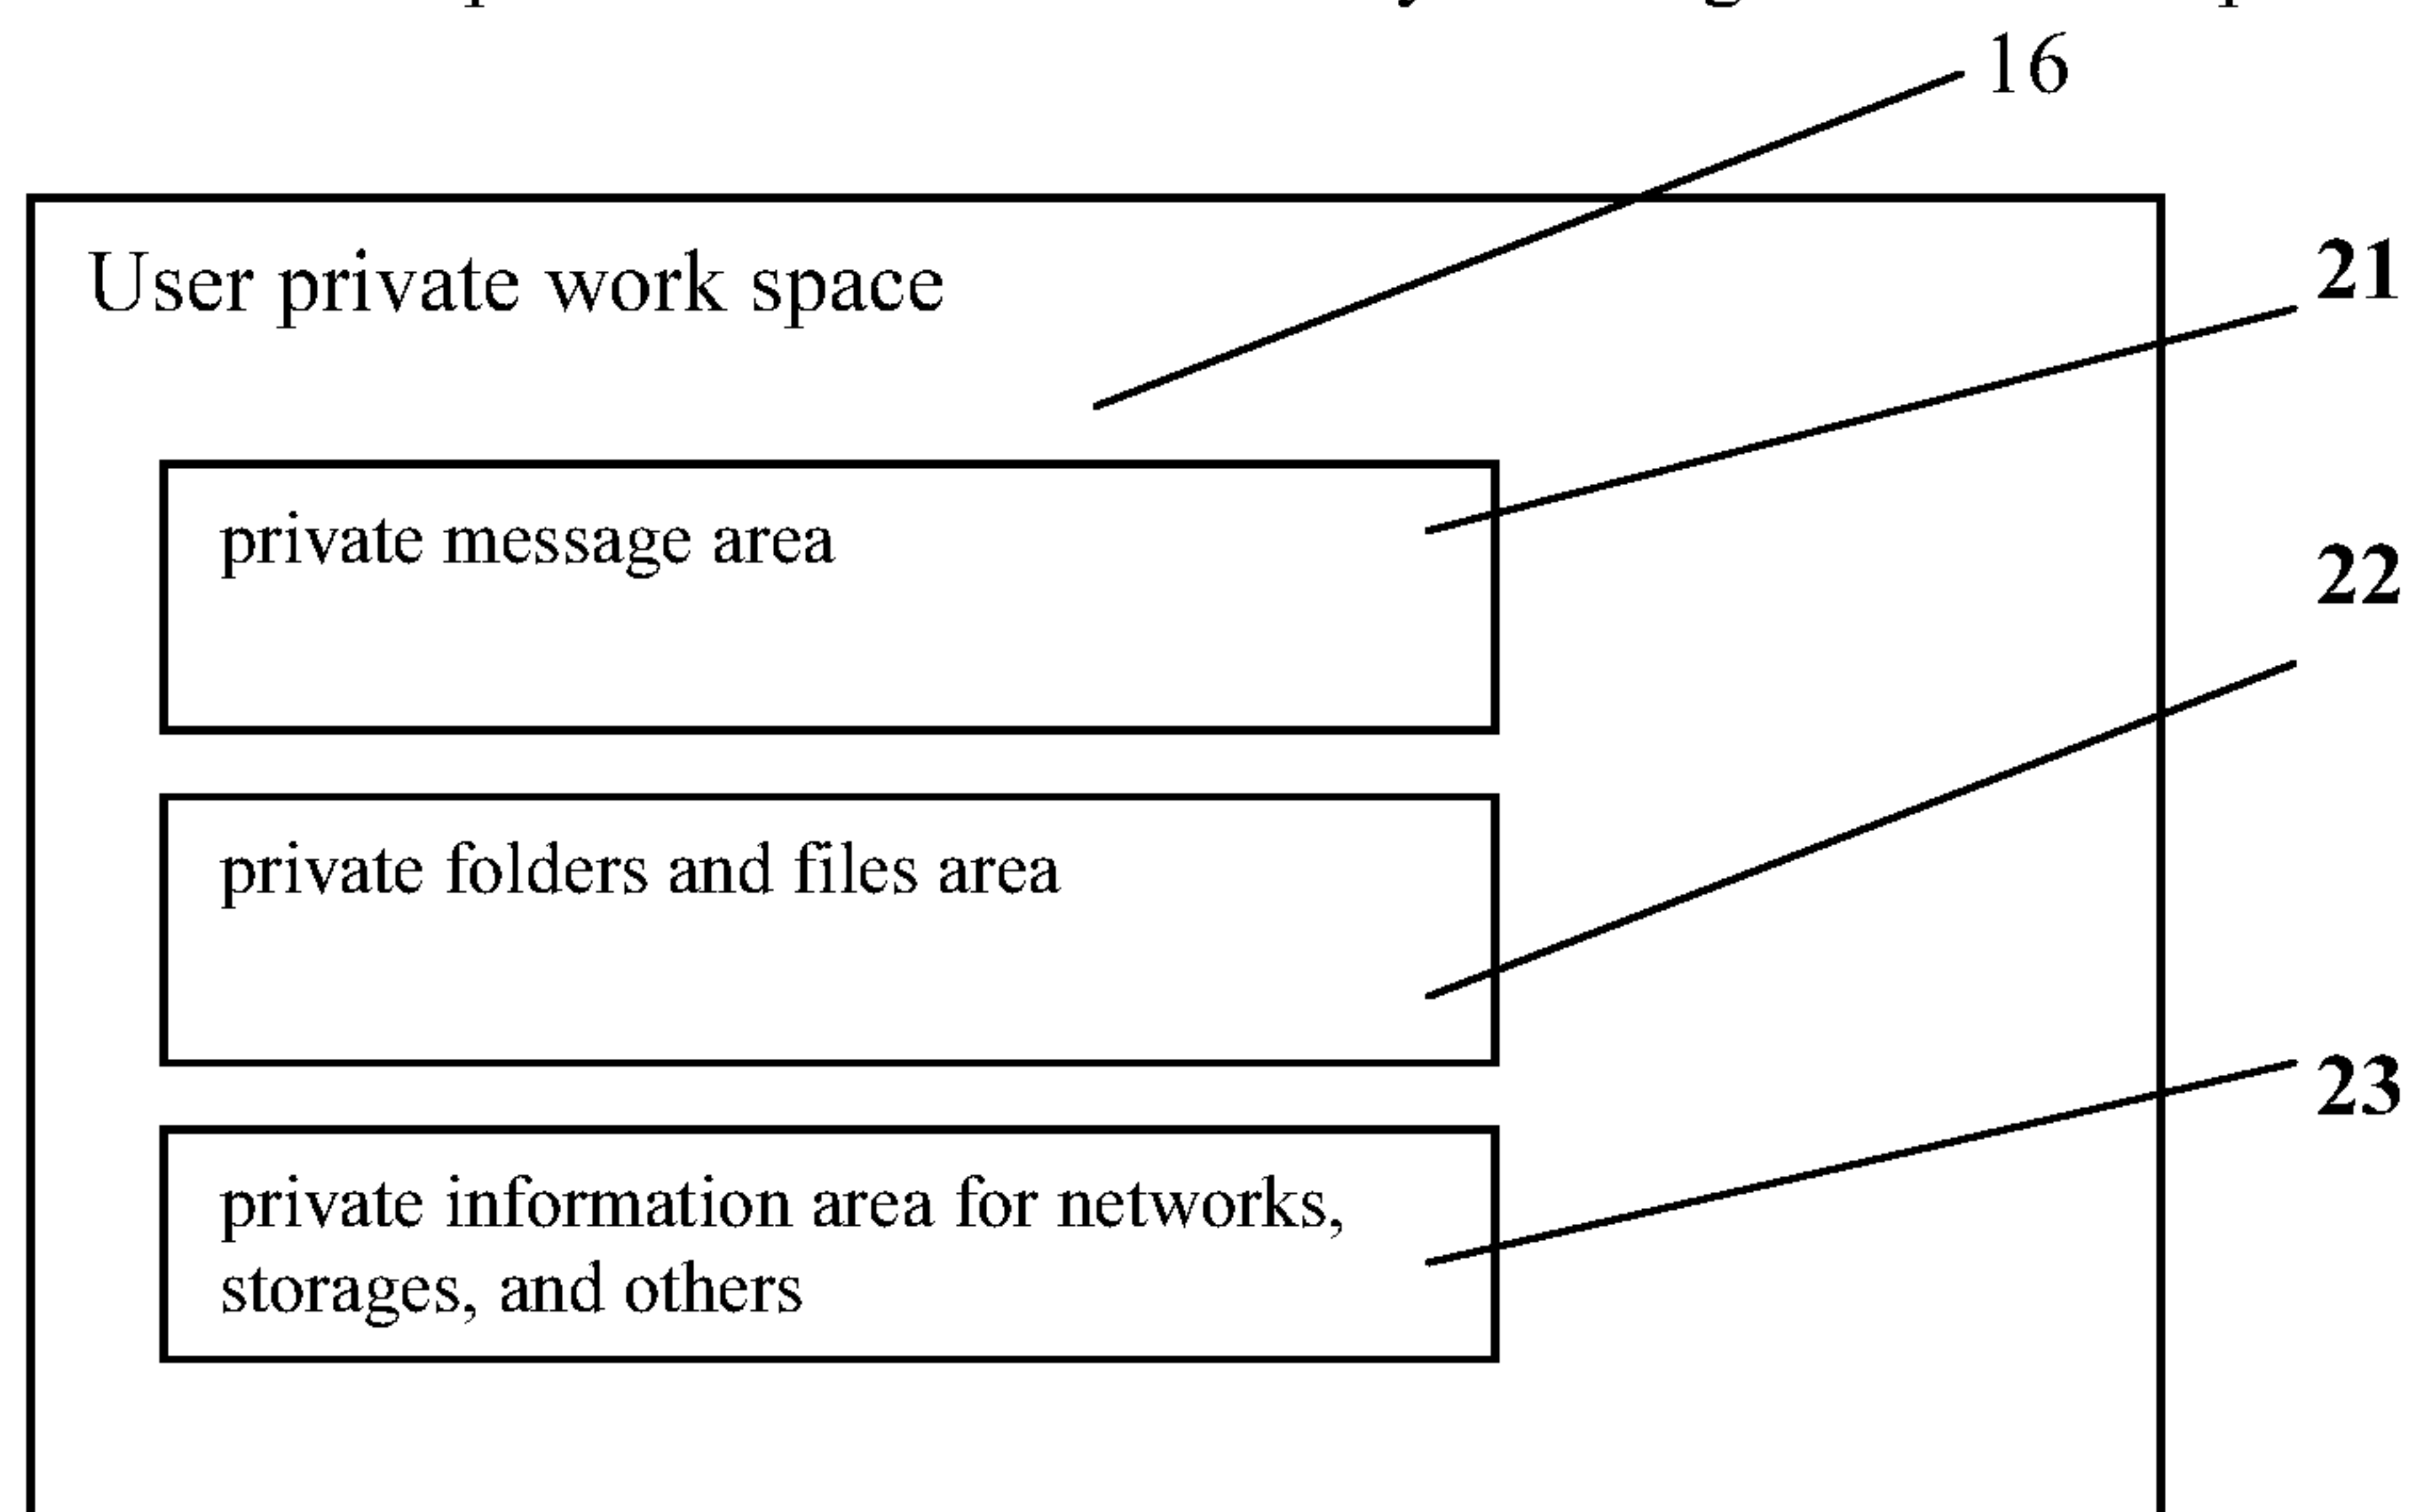 16
User private work space
21
private message area
22
private folders and files area
23
private information area for networks,
storages, and others